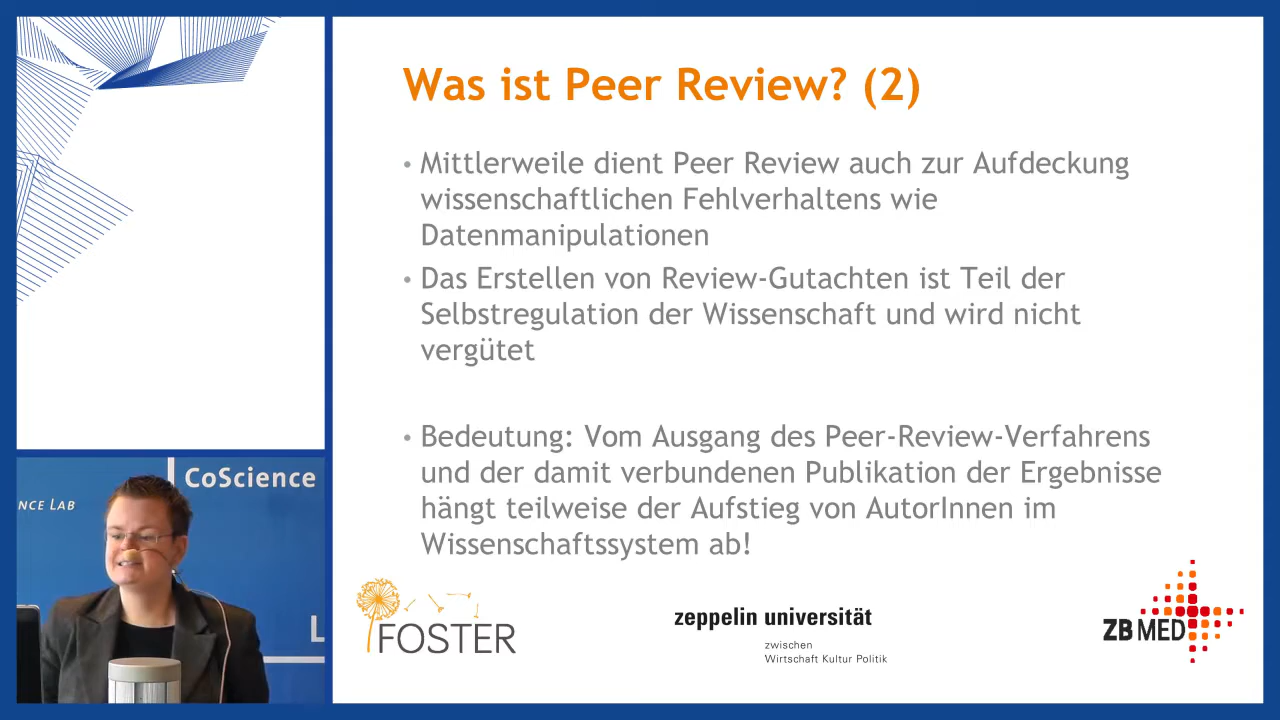 Was ist Peer Review? (2)
• Mittlerweile dient Peer Review auch zur Aufdeckung
wissenschaftlichen Fehlverhaltens wie
Datenmanipulationen
• Das Erstellen von Review-Gutachten ist Teil der
Selbstregulation der Wissenschaft und wird nicht
vergütet
• Bedeutung: Vom Ausgang des Peer-Review-Verfahrens
und der damit verbundenen Publikation der Ergebnisse
hängt teilweise der Aufstieg von AutorInnen im
Wissenschaftssystem ab!
CoScience
NCE LAB
L
FOSTER
zeppelin universität
zwischen
Wirtschaft Kultur Politik
ZB MED